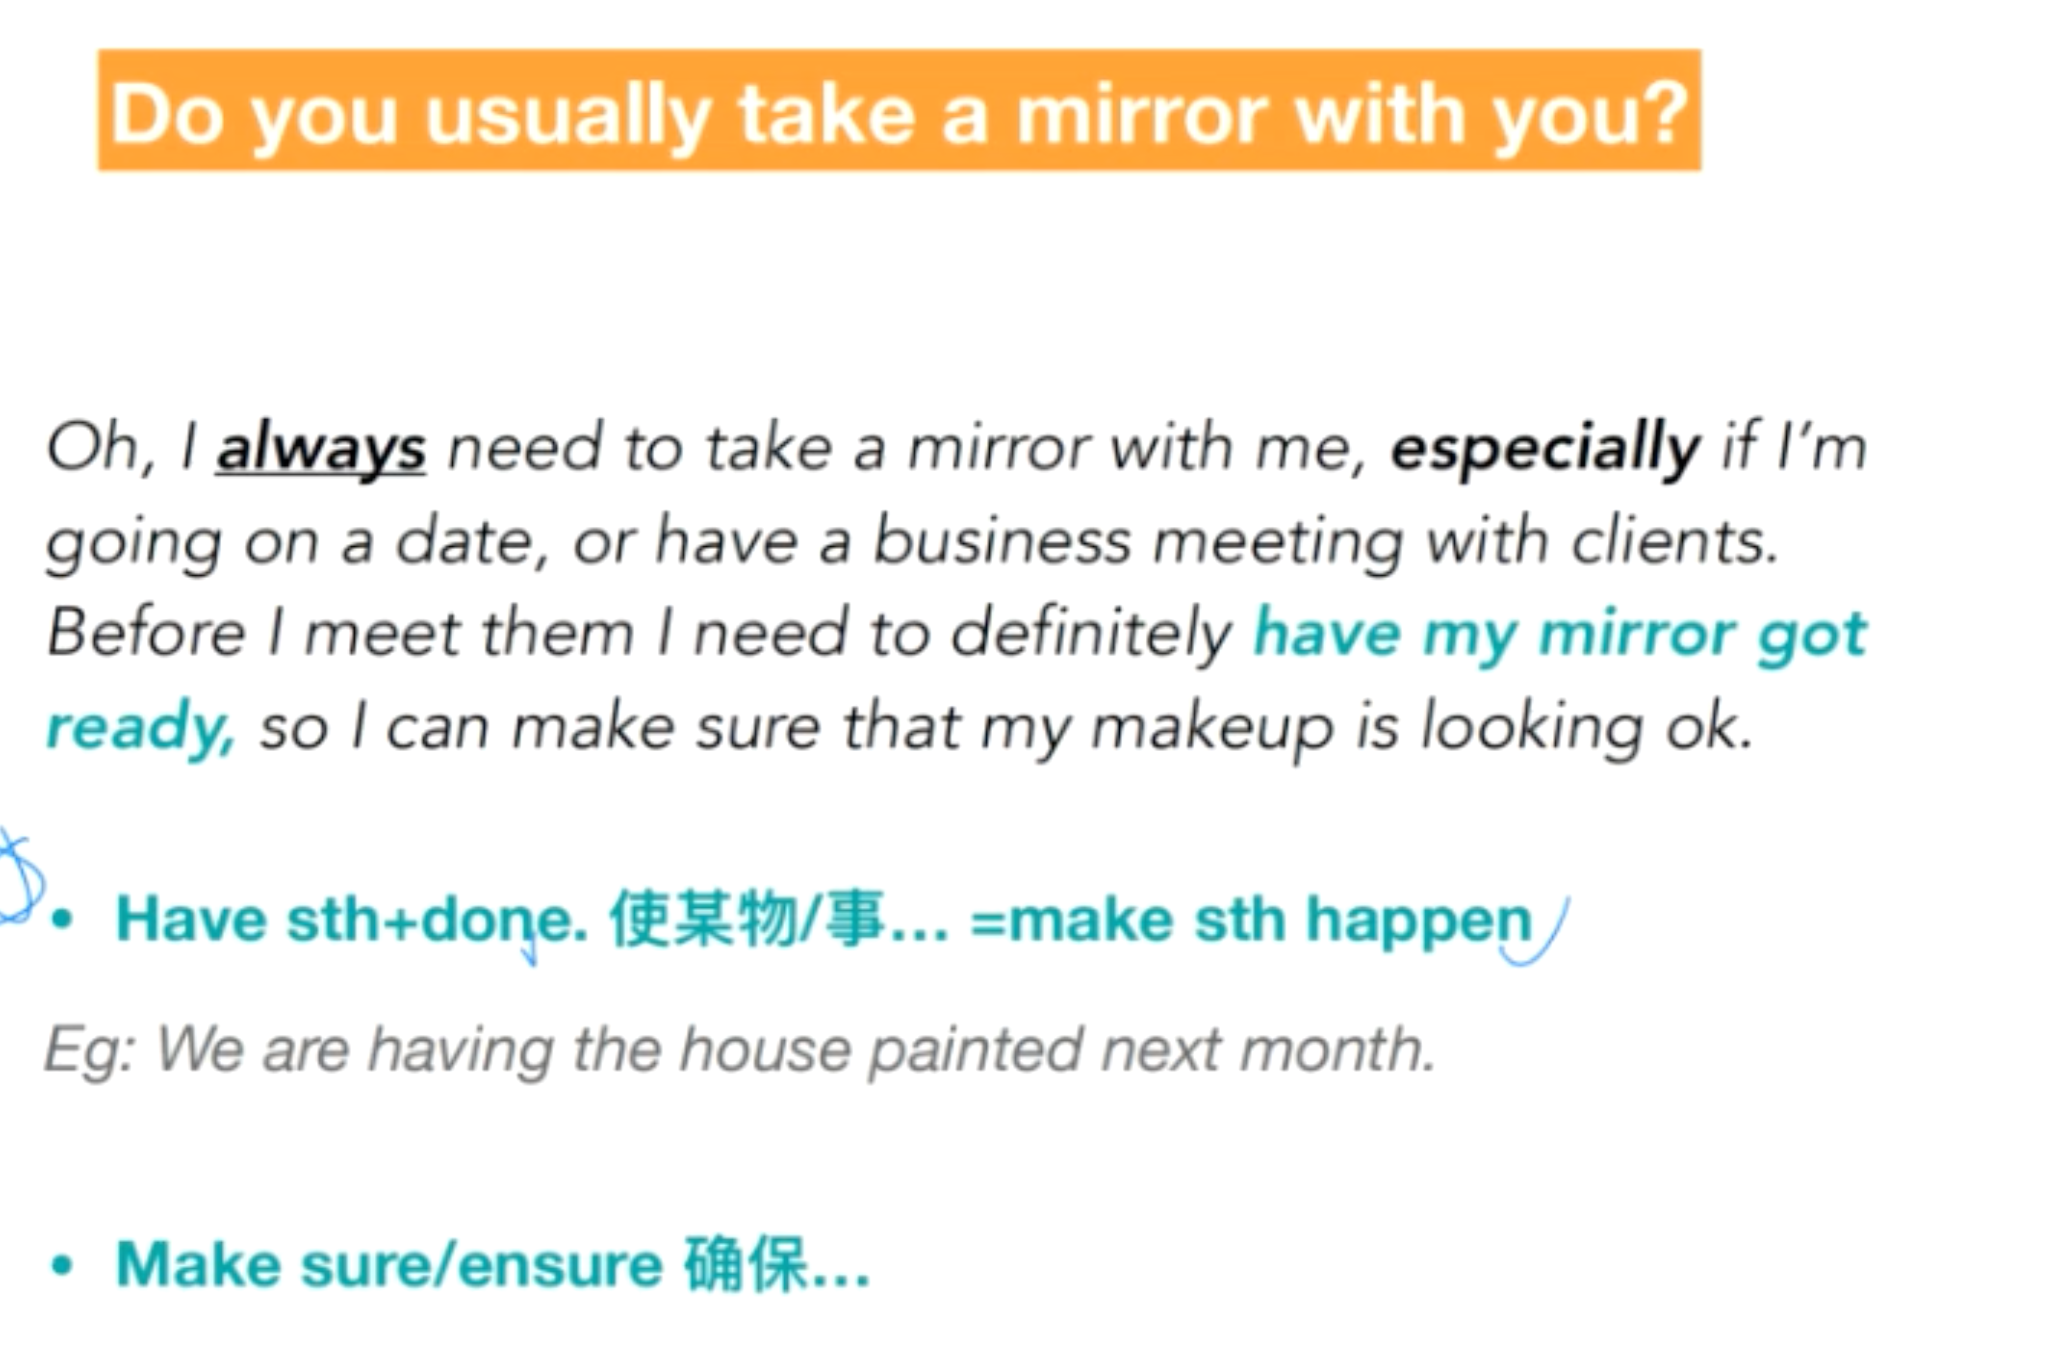 Do you usually take a mirror with you?
Oh, I always need to take a mirror with me, especially if I'm
going on a date, or have a business meeting with clients.
Before I meet them I need to definitely have my mirror got
ready, so I can make sure that my makeup is looking ok.
• Have sth+done. 使某物/事... =make sth happen
Eg: We are having the house painted next month.
• Make sure/ensure 确保...